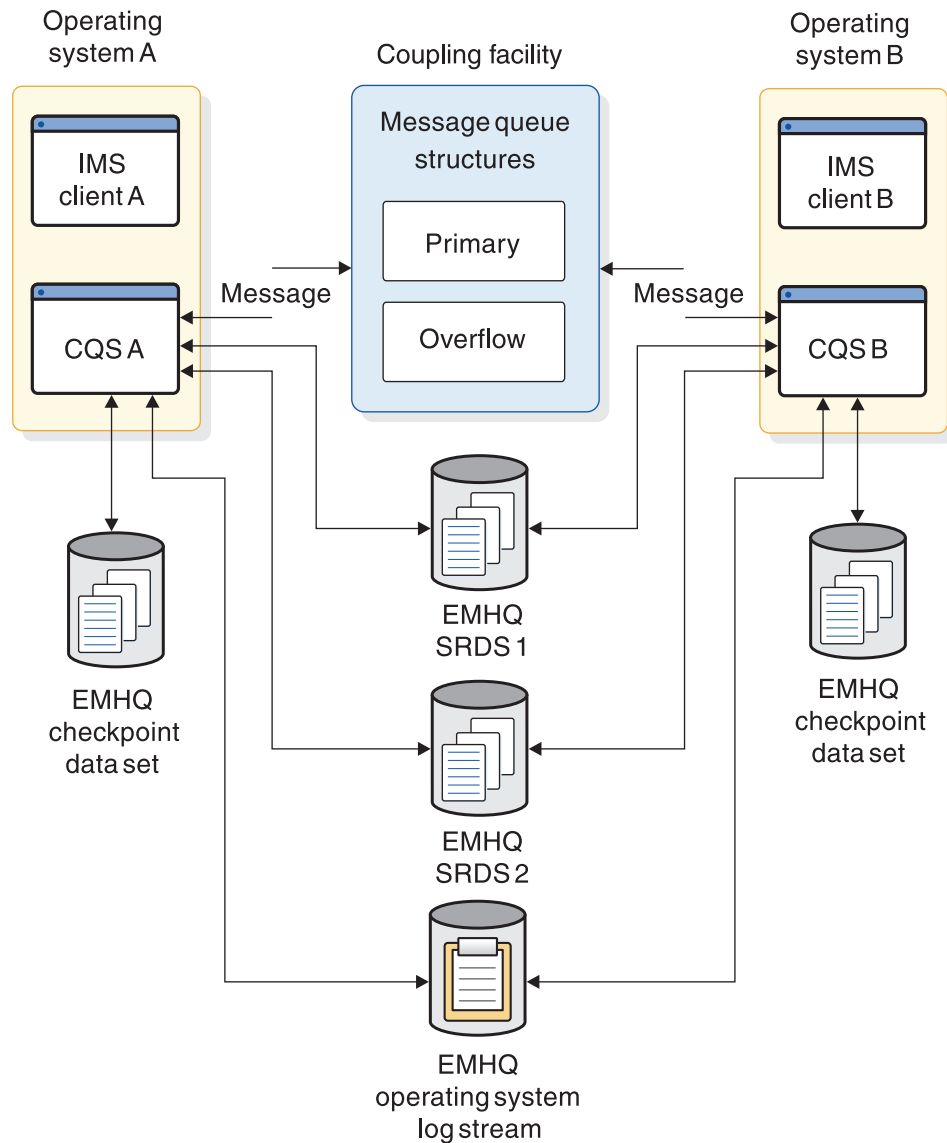 Operating
system A
Coupling facility
Operating
system B
IMS
client A
Message queue
structures
Primary
Overflow
IMS
client B
Message
Message
CQS A
CQS B
EMHQ
SRDS 1
EMHQ
checkpoint
data set
EMHQ
checkpoint
data set
EMHQ
SRDS 2
EMHQ
operating system
log stream